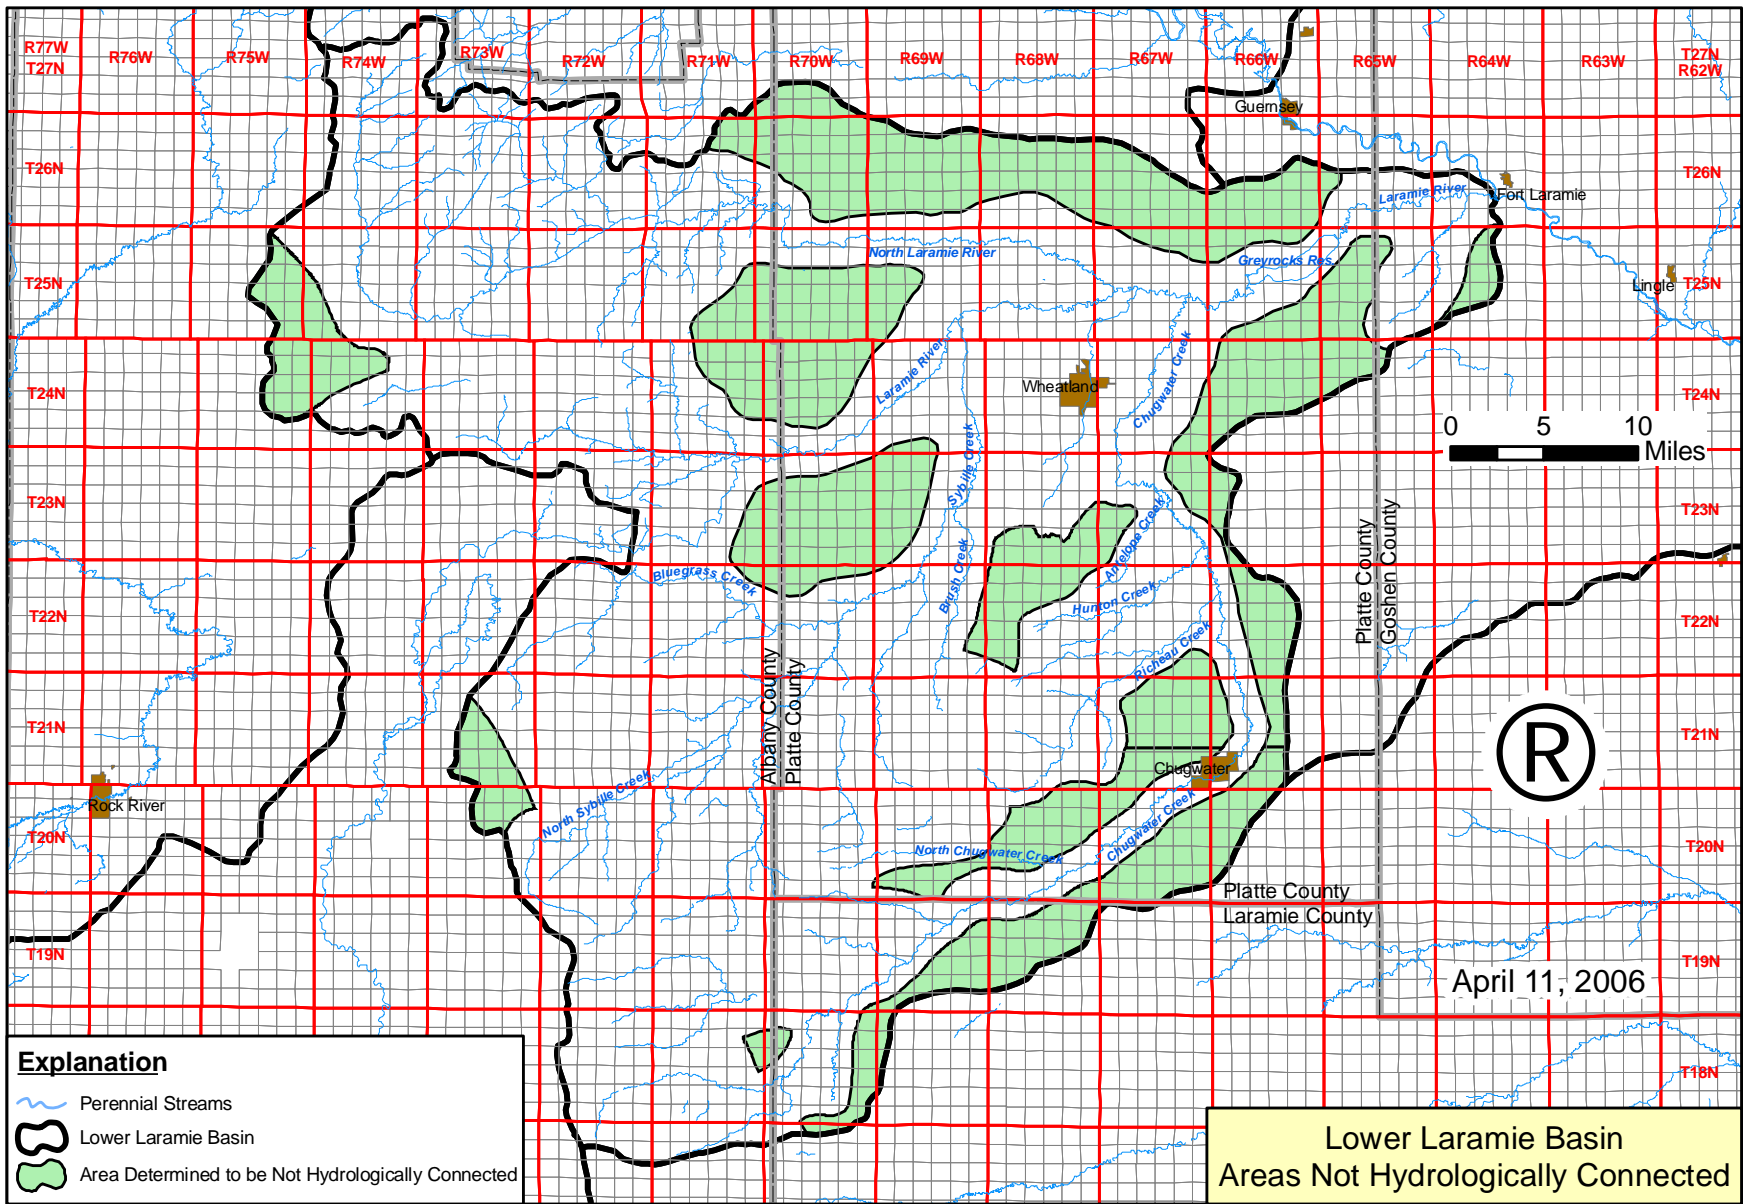 R77W
T27N
R76W
R75W
R74W
R73W
R72W
R71W
R70W
R69W
R68W
R67W
R66W
R65W
R64W
R63W
T27N
R62W
Guernsey
T26N
T26N
Laramie River
Fort Laramie
North Laramie River
Greyrocks Res.
T25N
Lingle
T25N
Laramie River
Chugwater Creek
Wheatland
T24N
T24N
0 5 10
Miles
Sybille Creek
T23N
Antelope Creek
T23N
Platte County
Goshen County
Bluegrass Creek
Brush Creek
Hunton Creek
T22N
T22N
Richeau Creek
Albany County
Platte County
T21N
T21N
R
Chugwater
Rock River
North Sybille Creek
Chugwater Creek
T20N
North Chugwater Creek
T20N
Platte County
Laramie County
T19N
T19N
April 11, 2006
Explanation
Perennial Streams
Lower Laramie Basin
Area Determined to be Not Hydrologically Connected
T18N
Lower Laramie Basin
Areas Not Hydrologically Connected